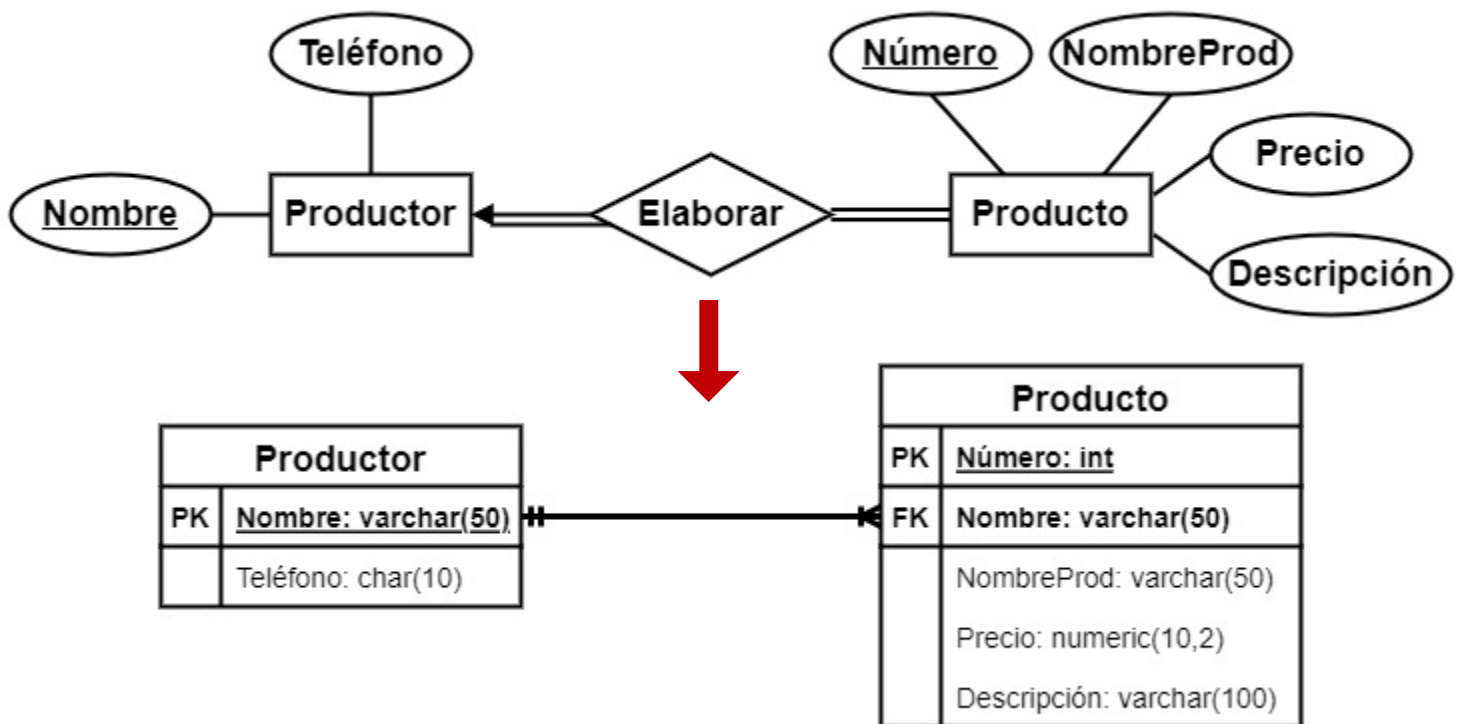 Teléfono
Número
NombreProd
Nombre
Productor
Elaborar
Producto
Precio
Descripción
Productor
PK Nombre: varchar(50)
Teléfono: char(10)
Producto
PK Número: int
FK Nombre: varchar(50)
NombreProd: varchar(50)
Precio: numeric(10,2)
Descripción: varchar(100)